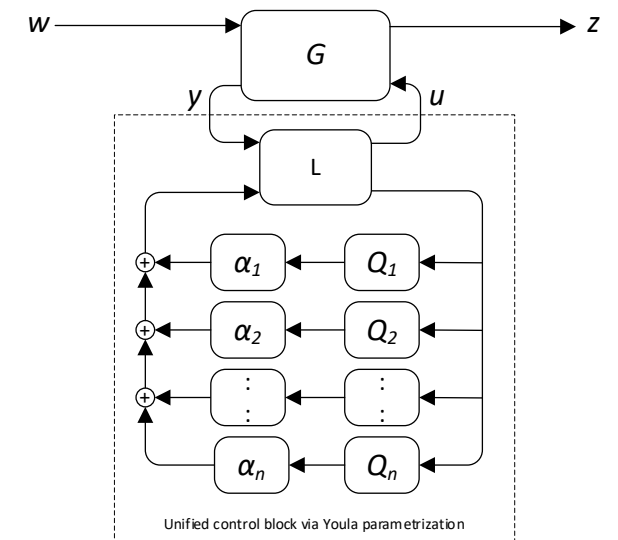 w
z
G
y
u
L
α1
Q1
+
α2
Q2
+
:
:
:
:
+
αn
Qn
Unified control block via Youla parametrization